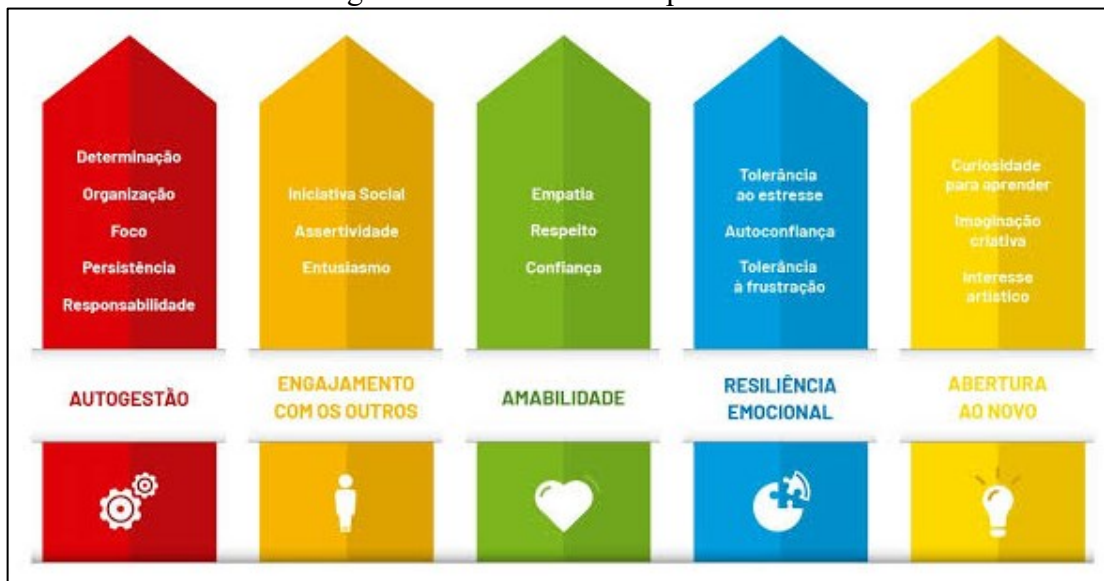 Determinação
Organização
Foco
Persistência
Responsabilidade
AUTOGESTÃO
Iniciativa Social
Assertividade
Entusiasmo
ENGAJAMENTO
COM OS OUTROS
Empatia
Respeito
Confiança
AMABILIDADE
Tolerância
ao estresse
Autoconfiança
Tolerância
à frustração
RESILIÊNCIA
EMOCIONAL
Curiosidade
para aprender
Imaginação
criativa
Interesse
artístico
ABERTURA
AO NOVO